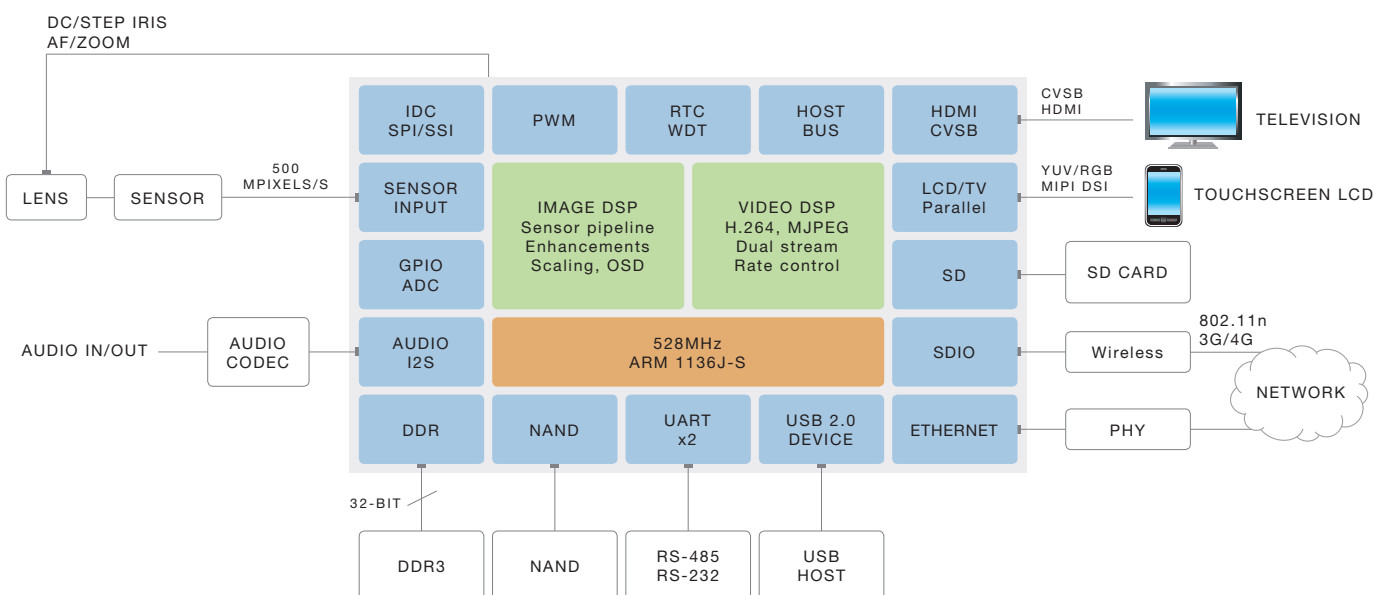 DC/STEP IRIS
AF/ZOOM
IDC
SPI/SSI
PWM
RTC
WDT
HOST
BUS
HDMI
CVSB
CVSB
HDMI
TELEVISION
LENS
SENSOR
500
MPIXELS/S
SENSOR
INPUT
IMAGE DSP
Sensor pipeline
Enhancements
Scaling, OSD
VIDEO DSP
H.264, MJPEG
Dual stream
Rate control
LCD/TV
Parallel
YUV/RGB
MIPI DSI
TOUCHSCREEN LCD
GPIO
ADC
SD
SD CARD
AUDIO IN/OUT
AUDIO
CODEC
AUDIO
I2S
528MHz
ARM 1136J-S
SDIO
Wireless
802.11n
3G/4G
NETWORK
DDR
NAND
UART
x2
USB 2.0
DEVICE
ETHERNET
PHY
32-BIT
DDR3
NAND
RS-485
RS-232
USB
HOST